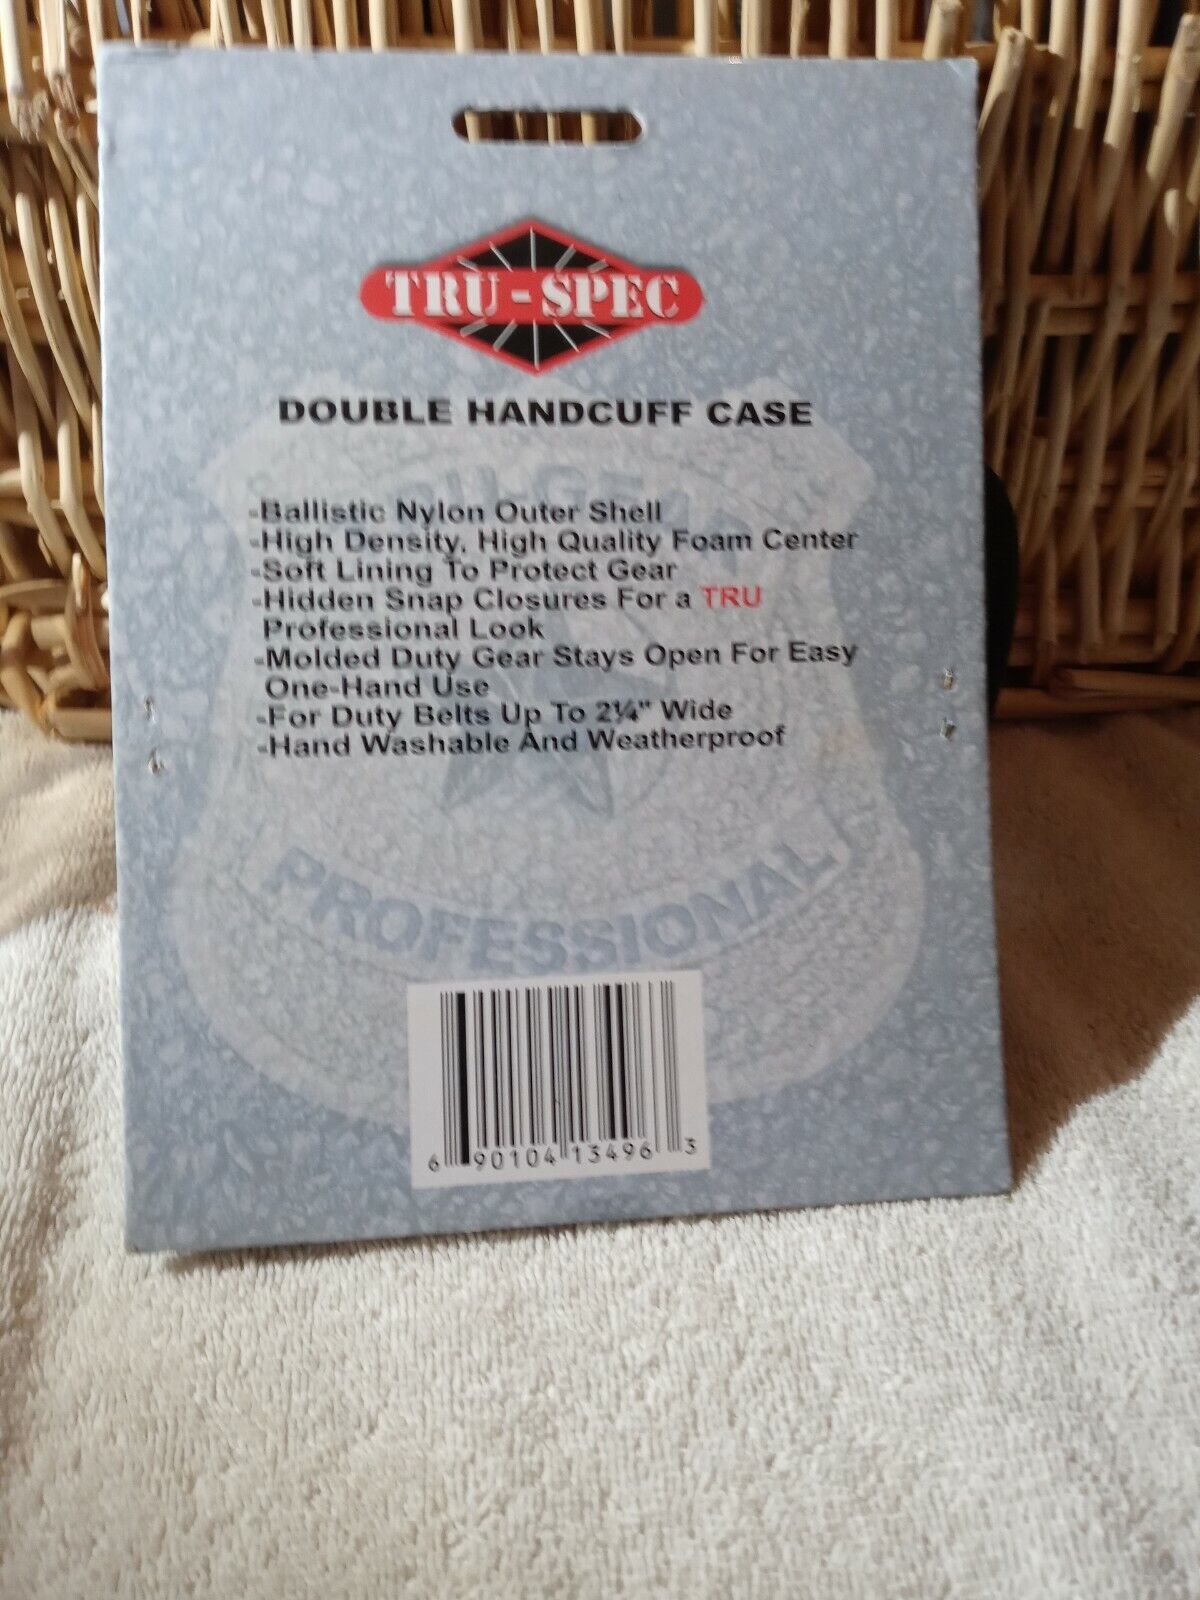 TRU-SPEC
DOUBLE HANDCUFF CASE
-Ballistic Nylon Outer Shell
-High Density, High Quality Foam Center
-Soft Lining To Protect Gear
-Hidden Snap Closures For a TRU
Professional Look
-Molded Duty Gear Stays Open For Easy
One-Hand Use
-For Duty Belts Up To 2¼" Wide
-Hand Washable And Weatherproof
PROFESSIONAL
6 90104 13496 3